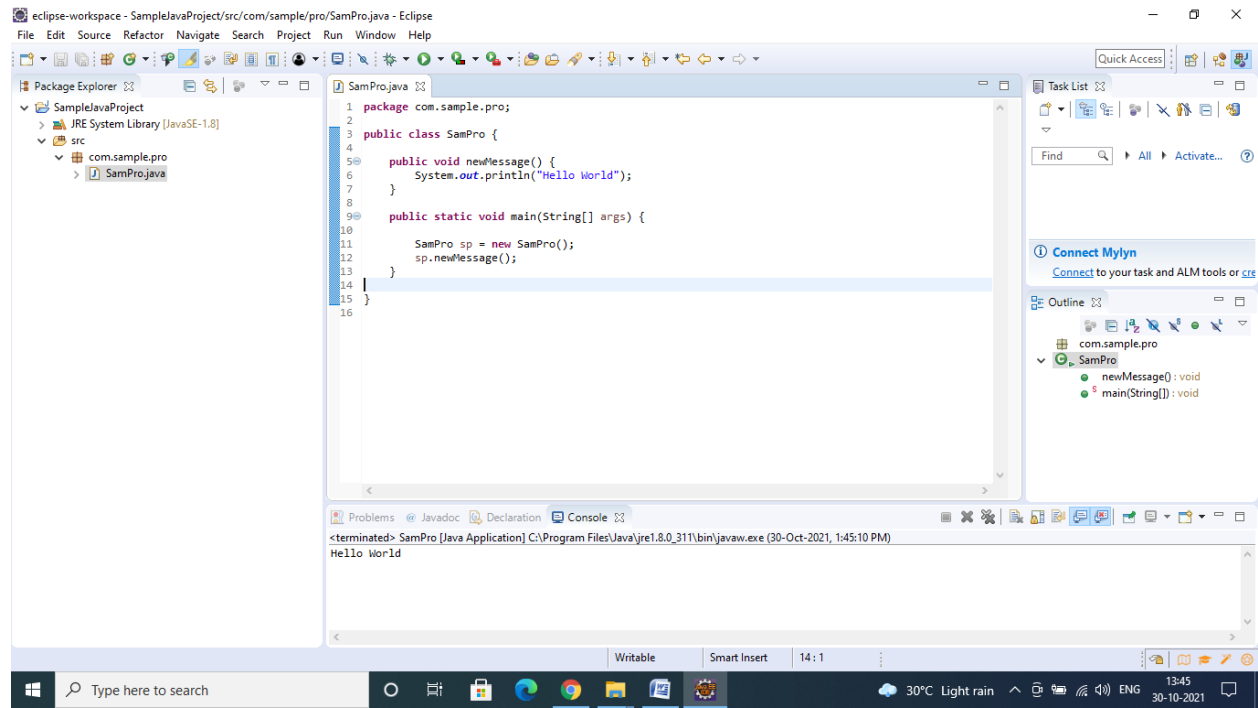 eclipse-workspace - SampleJavaProject/src/com/sample/pro/SamPro.java - Eclipse
File Edit Source Refactor Navigate Search Project Run Window Help
Quick Access
Package Explorer
SampleJavaProject
JRE System Library [JavaSE-1.8]
src
com.sample.pro
SamPro.java
SamPro.java
1 package com.sample.pro;
2
3 public class SamPro {
4
5 public void newMessage() {
6 System.out.println("Hello World");
7 }
8
9 public static void main(String[] args) {
10
11 SamPro sp = new SamPro();
12 sp.newMessage();
13 }
14
15 }
16
Task List
Find All Activate...
Connect Mylyn
Connect to your task and ALM tools or cre
Outline
com.sample.pro
SamPro
newMessage() : void
main(String[]) : void
Problems @ Javadoc Declaration Console
<terminated> SamPro [Java Application] C:\Program Files\Java\jre1.8.0_311\bin\javaw.exe (30-Oct-2021, 1:45:10 PM)
Hello World
Writable Smart Insert 14 : 1
Type here to search
30°C Light rain ENG
13:45
30-10-2021